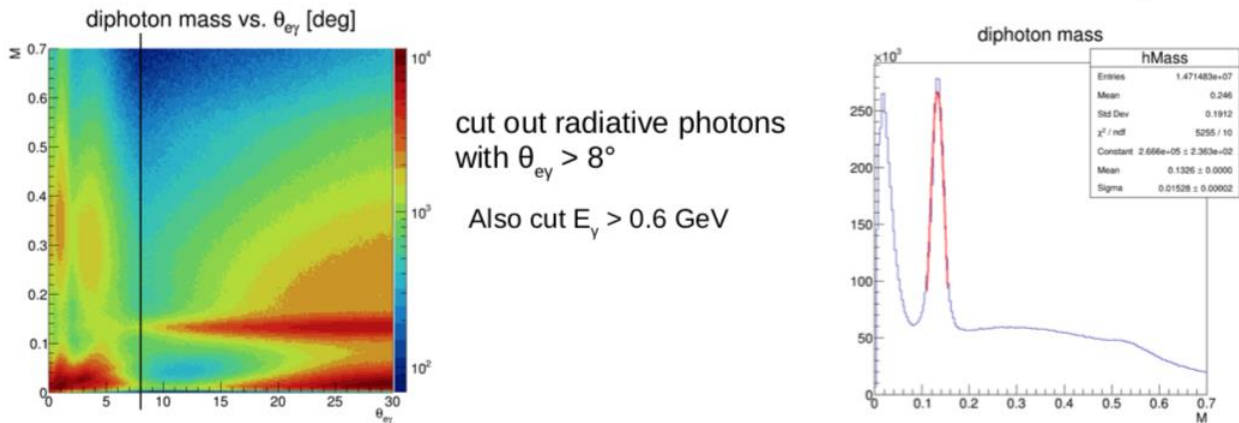 diphoton mass vs. θeγ [deg]
M
0.7
0.6
0.5
0.4
0.3
0.2
0.1
0
0 5 10 15 20 25 30
θeγ
10⁴
10³
10²
cut out radiative photons
with θeγ > 8°
Also cut Eγ > 0.6 GeV
diphoton mass
×10³
hMass
Entries 1.471483e+07
Mean 0.246
Std Dev 0.1912
χ² / ndf 5255 / 10
Constant 2.666e+05 ± 2.363e+02
Mean 0.1326 ± 0.0000
Sigma 0.01528 ± 0.00002
250
200
150
100
50
0
0 0.1 0.2 0.3 0.4 0.5 0.6 0.7
M